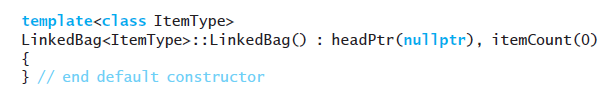 template<class ItemType>
LinkedBag<ItemType>::LinkedBag() : headPtr(nullptr), itemCount(0)
{
} // end default constructor